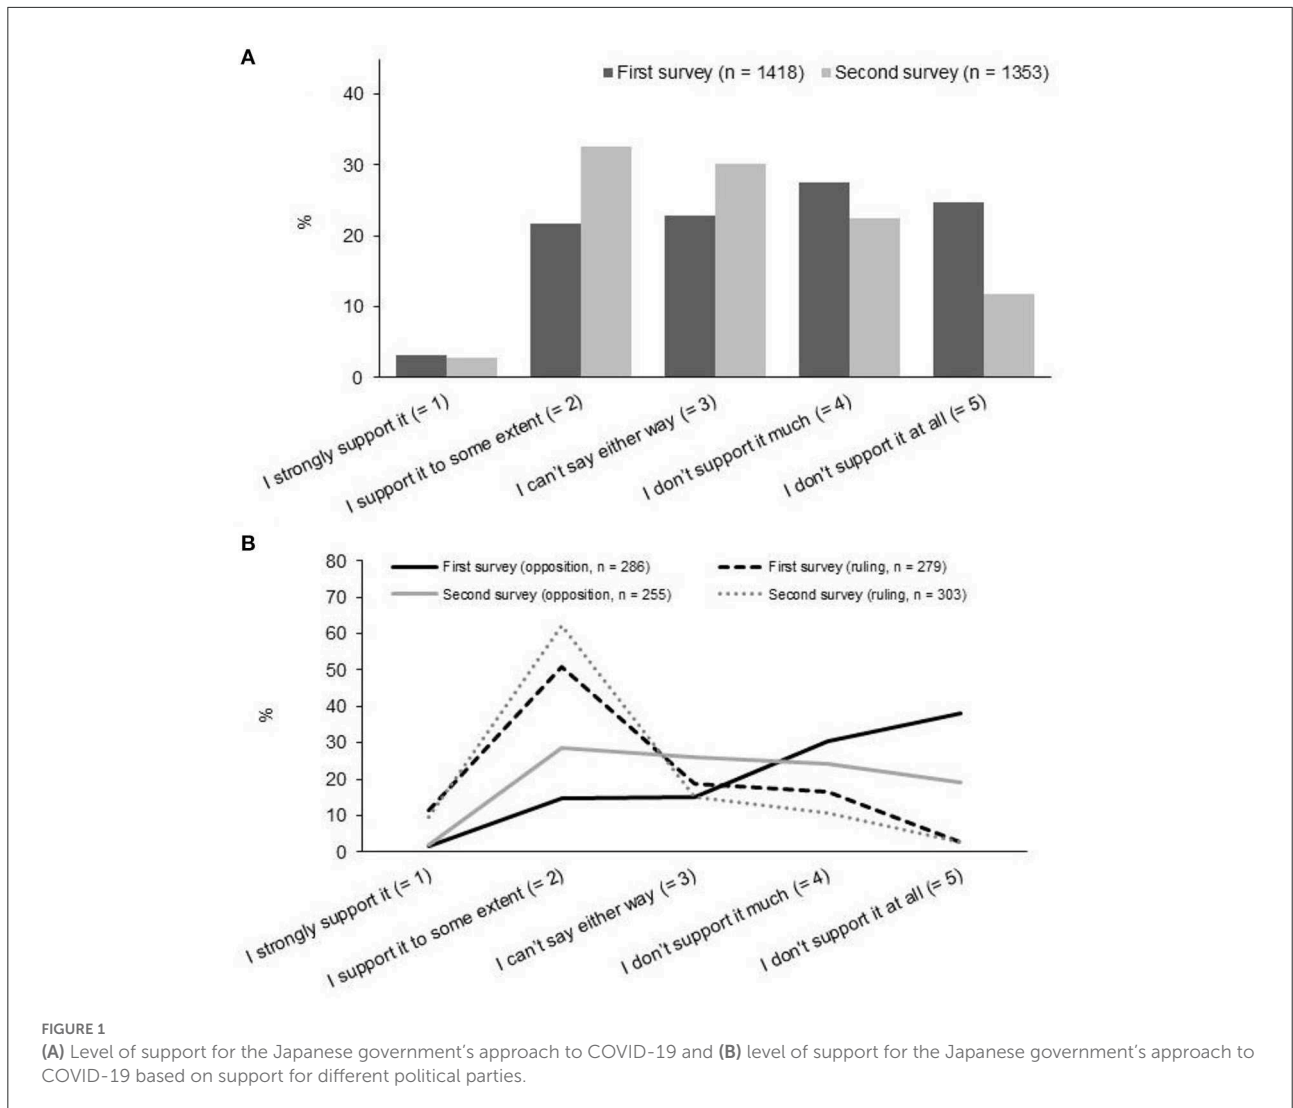 A
First survey (n = 1418) Second survey (n = 1353)
40
30
20
10
0
%
I strongly support it (= 1)
I support it to some extent (= 2)
I can't say either way (= 3)
I don't support it much (= 4)
I don't support it at all (= 5)
B
First survey (opposition, n = 286) First survey (ruling, n = 279)
Second survey (opposition, n = 255) Second survey (ruling, n = 303)
80
70
60
50
40
30
20
10
0
%
I strongly support it (= 1)
I support it to some extent (= 2)
I can't say either way (= 3)
I don't support it much (= 4)
I don't support it at all (= 5)
FIGURE 1
(A) Level of support for the Japanese government's approach to COVID-19 and (B) level of support for the Japanese government's approach to
COVID-19 based on support for different political parties.